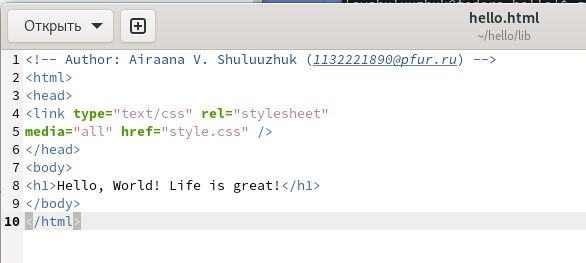 Открыть
hello.html
~/hello/lib
1 <!-- Author: Airaana V. Shuluuzhuk (1132221890@pfur.ru) -->
2 <html>
3 <head>
4 <link type="text/css" rel="stylesheet"
5 media="all" href="style.css" />
6 </head>
7 <body>
8 <h1>Hello, World! Life is great!</h1>
9 </body>
10 </html>